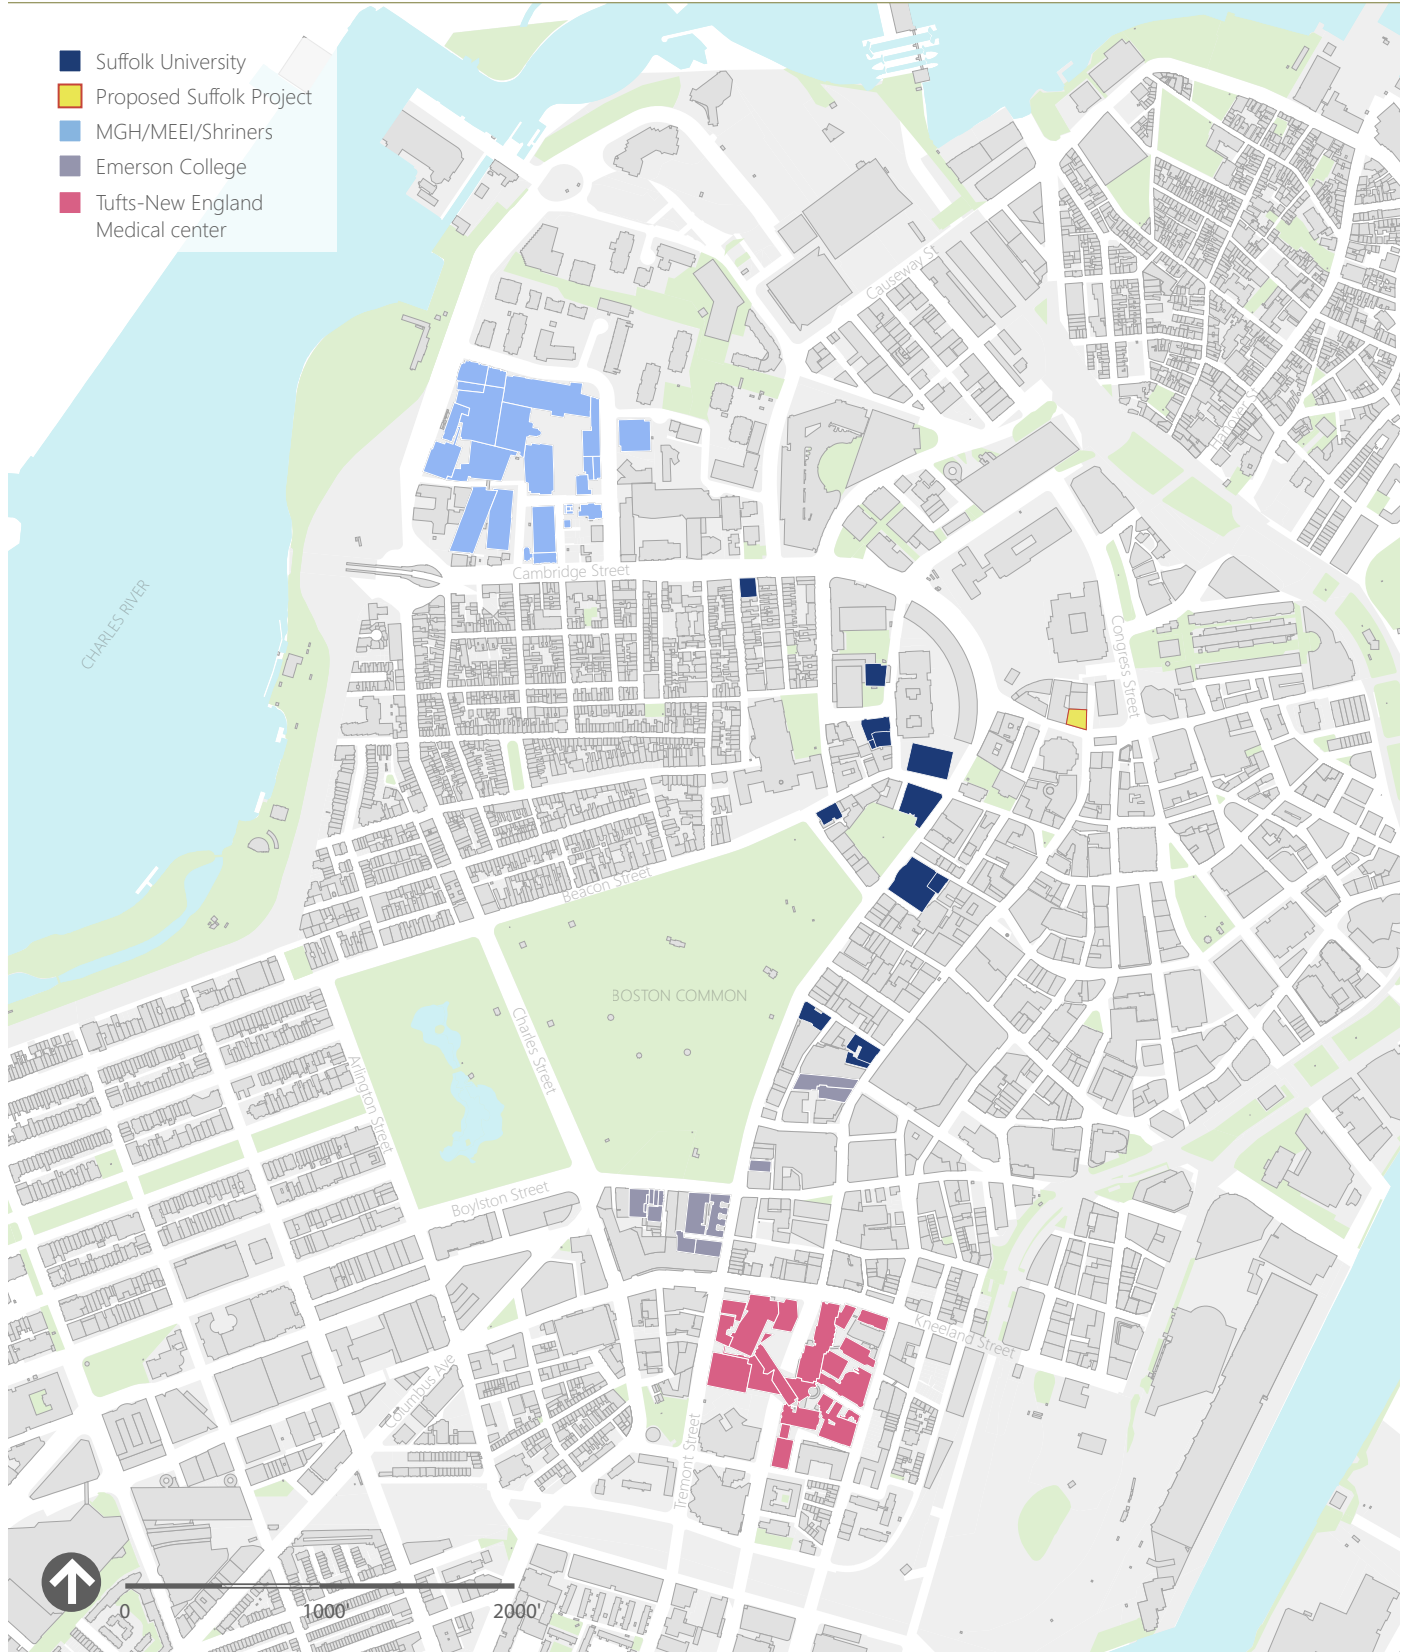 Suffolk University
Proposed Suffolk Project
MGH/MEEI/Shriners
Emerson College
Tufts-New England
Medical center
Causeway St
Hanover St
Cambridge Street
CHARLES RIVER
Congress Street
Beacon Street
BOSTON COMMON
Charles Street
Arlington Street
Boylston Street
Kneeland Street
Columbus Ave
Tremont Street
0
1000'
2000'